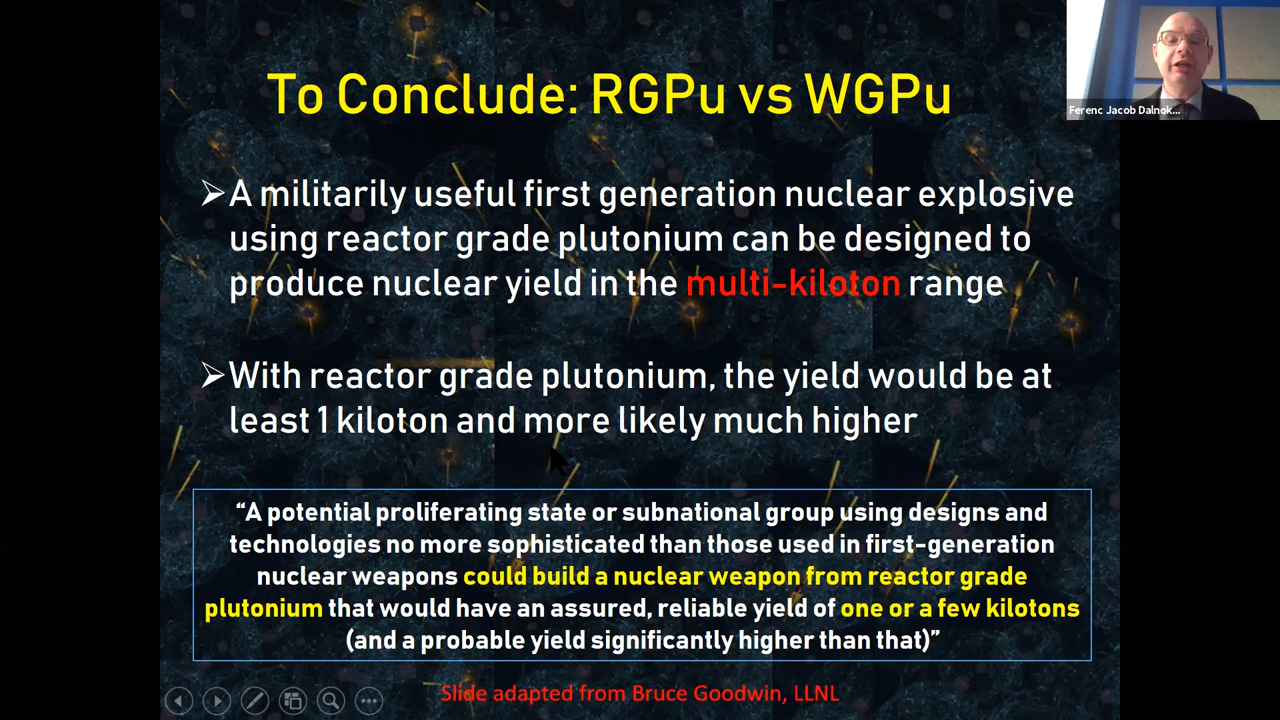 To Conclude: RGPu vs WGPu
Ferenc Jacob Dalnok...
➢A militarily useful first generation nuclear explosive
using reactor grade plutonium can be designed to
produce nuclear yield in the multi-kiloton range
➢With reactor grade plutonium, the yield would be at
least 1 kiloton and more likely much higher
“A potential proliferating state or subnational group using designs and
technologies no more sophisticated than those used in first-generation
nuclear weapons could build a nuclear weapon from reactor grade
plutonium that would have an assured, reliable yield of one or a few kilotons
(and a probable yield significantly higher than that)”
Slide adapted from Bruce Goodwin, LLNL